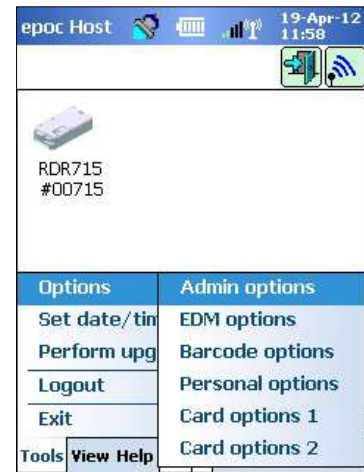 epoc Host
19-Apr-12
11:58
RDR715
#00715
Options
Set date/tim
Perform upg
Logout
Exit
Admin options
EDM options
Barcode options
Personal options
Card options 1
Card options 2
Tools View Help